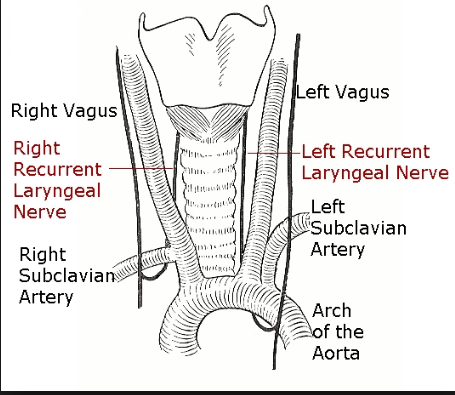 Left Vagus
Right Vagus
Right
Recurrent
Laryngeal
Nerve
Left Recurrent
Laryngeal Nerve
Left
Subclavian
Artery
Right
Subclavian
Artery
Arch
of the
Aorta